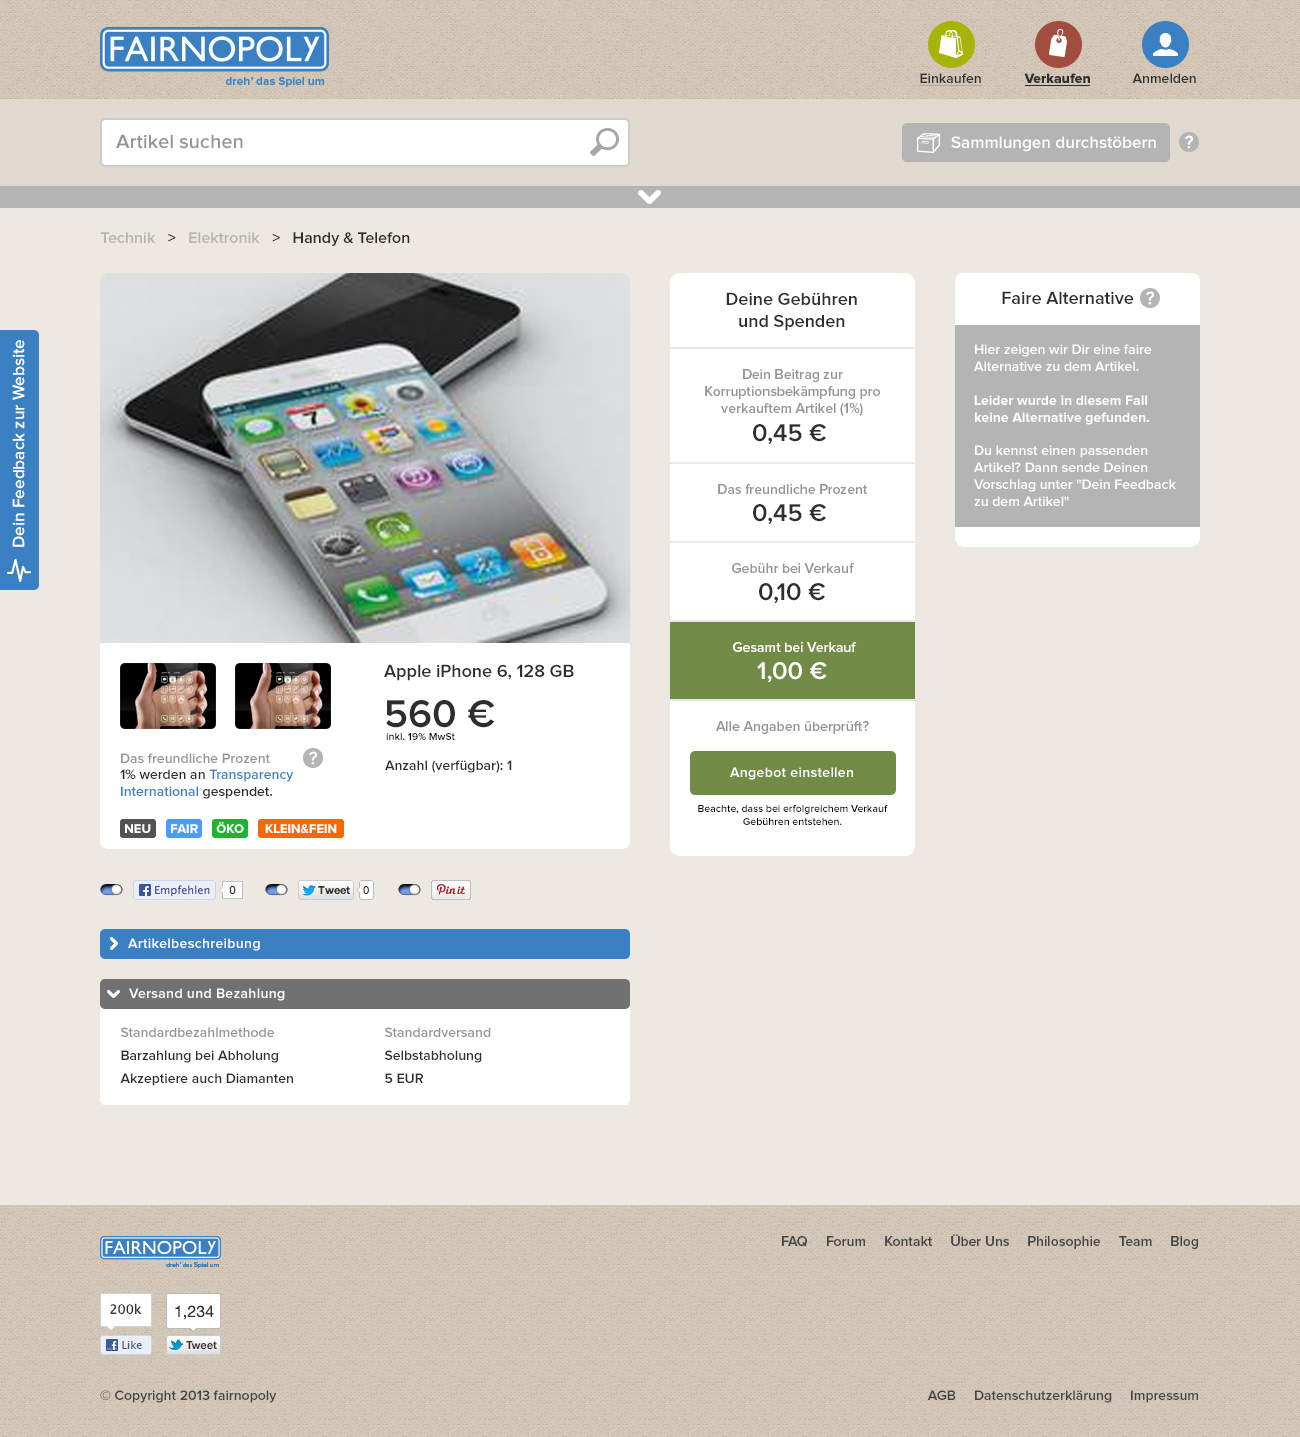 FAIRNOPOLY
dreh' das Spiel um
Einkaufen
Verkaufen
Anmelden
Artikel suchen
Sammlungen durchstöbern
?
Technik > Elektronik > Handy & Telefon
Dein Feedback zur Website
Apple iPhone 6, 128 GB
560 €
inkl. 19% MwSt
Anzahl (verfügbar): 1
Das freundliche Prozent
?
1% werden an Transparency
International gespendet.
NEU
FAIR
ÖKO
KLEIN&FEIN
Empfehlen
0
Tweet
0
Pin it
Artikelbeschreibung
Versand und Bezahlung
Standardbezahlmethode
Barzahlung bei Abholung
Akzeptiere auch Diamanten
Standardversand
Selbstabholung
5 EUR
Deine Gebühren
und Spenden
Dein Beitrag zur
Korruptionsbekämpfung pro
verkauftem Artikel (1%)
0,45 €
Das freundliche Prozent
0,45 €
Gebühr bei Verkauf
0,10 €
Gesamt bei Verkauf
1,00 €
Alle Angaben überprüft?
Angebot einstellen
Beachte, dass bei erfolgreichem Verkauf
Gebühren entstehen.
Faire Alternative
?
Hier zeigen wir Dir eine faire
Alternative zu dem Artikel.
Leider wurde in diesem Fall
keine Alternative gefunden.
Du kennst einen passenden
Artikel? Dann sende Deinen
Vorschlag unter "Dein Feedback
zu dem Artikel"
FAIRNOPOLY
dreh' das Spiel um
FAQ
Forum
Kontakt
Über Uns
Philosophie
Team
Blog
200k
Like
1,234
Tweet
© Copyright 2013 fairnopoly
AGB
Datenschutzerklärung
Impressum